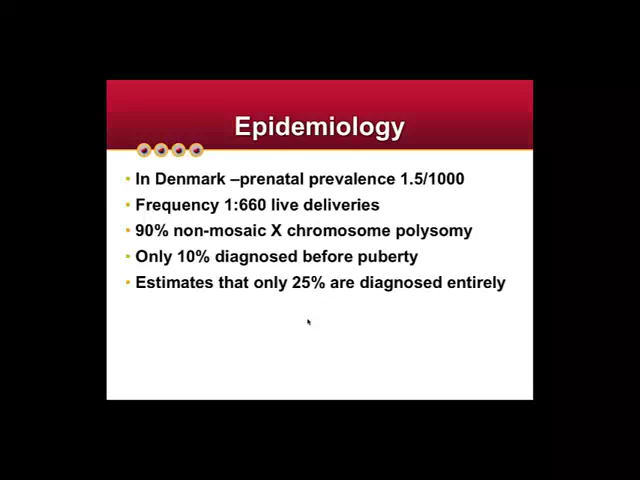 Epidemiology
• In Denmark –prenatal prevalence 1.5/1000
• Frequency 1:660 live deliveries
• 90% non-mosaic X chromosome polysomy
• Only 10% diagnosed before puberty
• Estimates that only 25% are diagnosed entirely